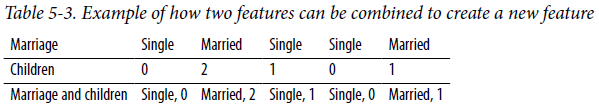 Table 5-3. Example of how two features can be combined to create a new feature
Marriage Single Married Single Single Married
Children 0 2 1 0 1
Marriage and children Single, 0 Married, 2 Single, 1 Single, 0 Married, 1